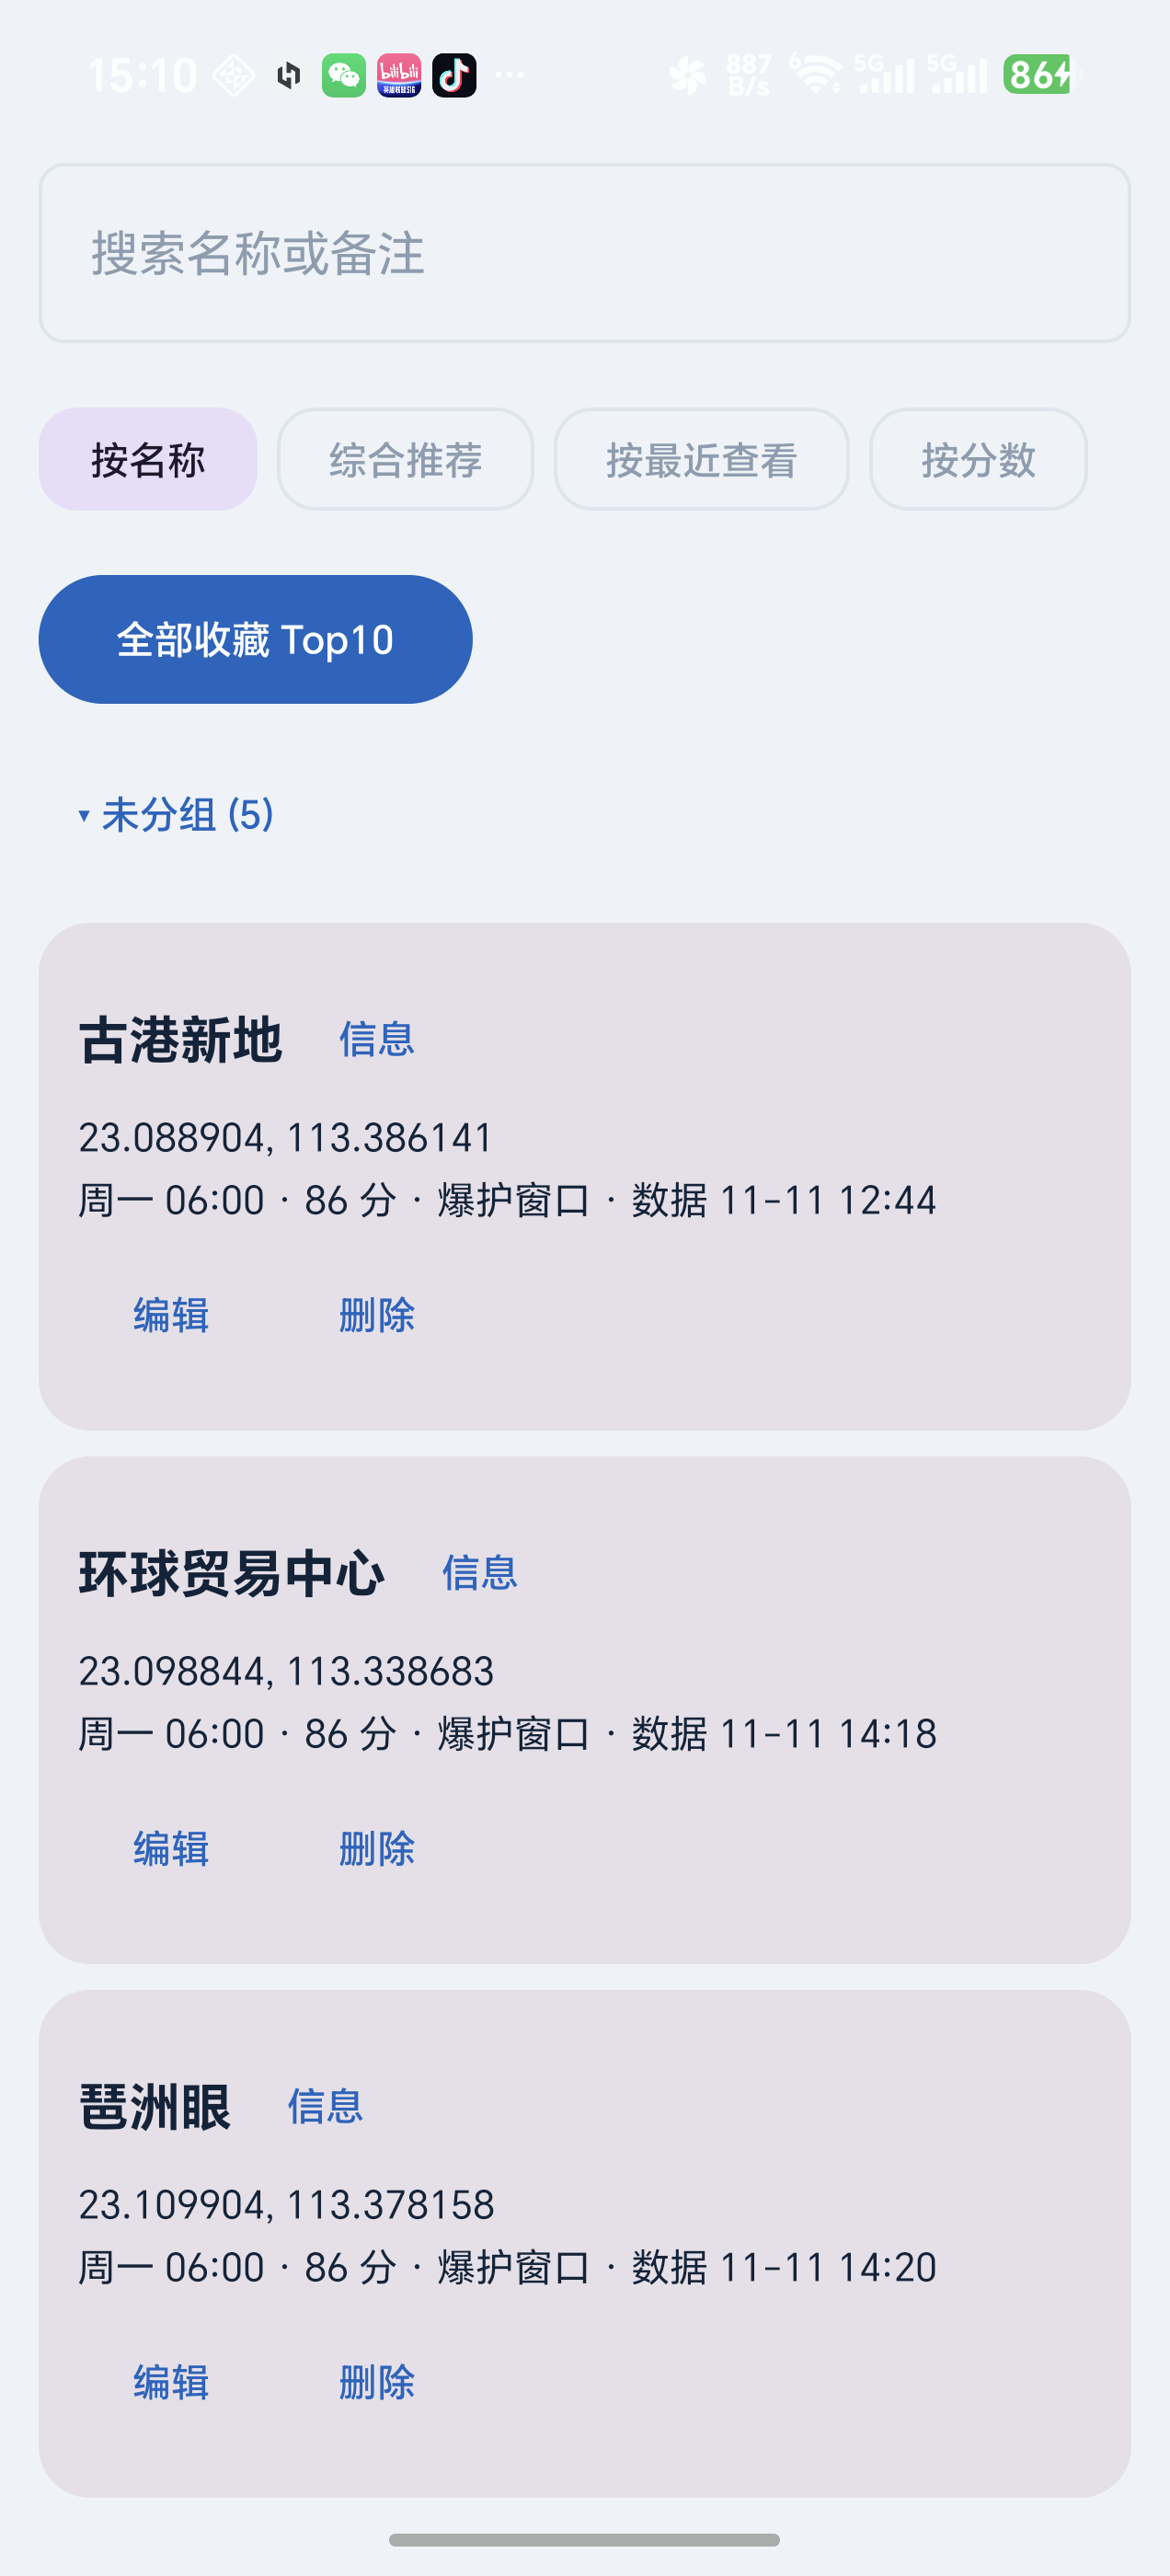 15:10 887 B/s 6 5G 5G 86
搜索名称或备注
按名称 综合推荐 按最近查看 按分数
全部收藏 Top10
▾ 未分组 (5)
古港新地 信息
23.088904, 113.386141
周一 06:00 · 86 分 · 爆护窗口 · 数据 11-11 12:44
编辑 删除
环球贸易中心 信息
23.098844, 113.338683
周一 06:00 · 86 分 · 爆护窗口 · 数据 11-11 14:18
编辑 删除
琶洲眼 信息
23.109904, 113.378158
周一 06:00 · 86 分 · 爆护窗口 · 数据 11-11 14:20
编辑 删除